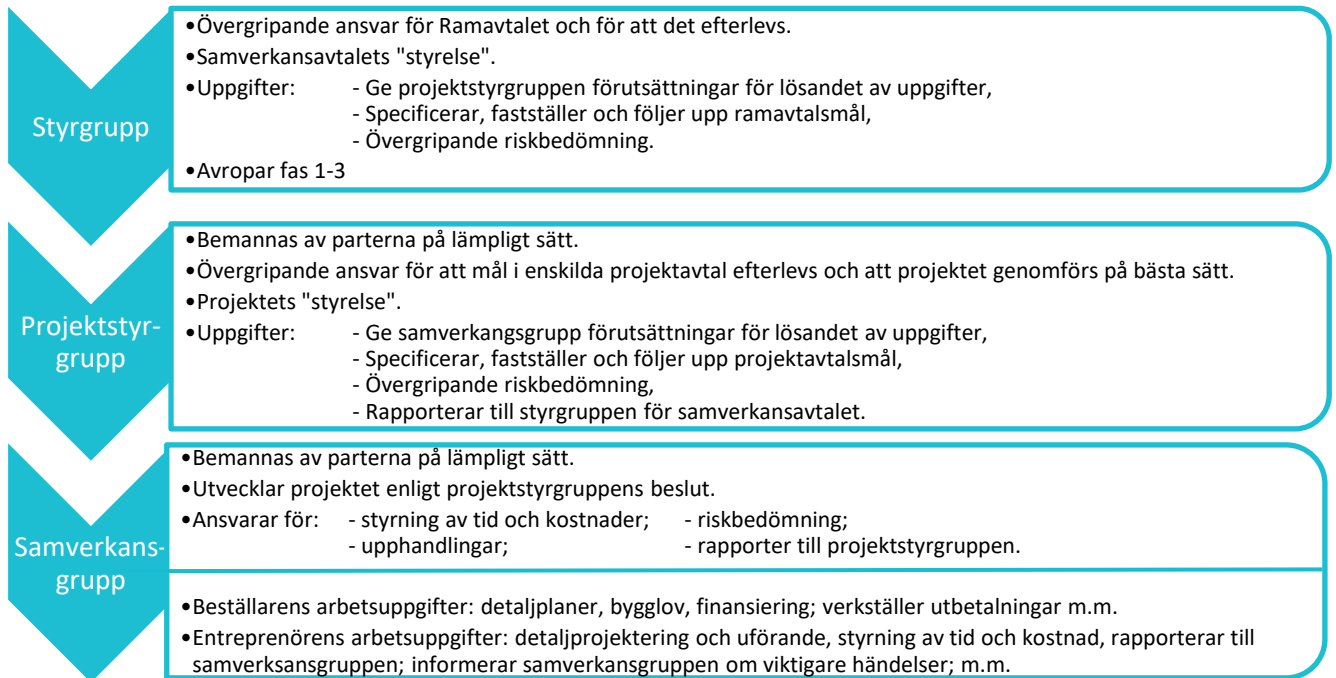 Styrgrupp
•Övergripande ansvar för Ramavtalet och för att det efterlevs.
•Samverkansavtalets "styrelse".
•Uppgifter: - Ge projektstyrgruppen förutsättningar för lösandet av uppgifter,
- Specificerar, fastställer och följer upp ramavtalsmål,
- Övergripande riskbedömning.
•Avropar fas 1-3
Projektstyr-
grupp
•Bemannas av parterna på lämpligt sätt.
•Övergripande ansvar för att mål i enskilda projektavtal efterlevs och att projektet genomförs på bästa sätt.
•Projektets "styrelse".
•Uppgifter: - Ge samverkangsgrupp förutsättningar för lösandet av uppgifter,
- Specificerar, fastställer och följer upp projektavtalsmål,
- Övergripande riskbedömning,
- Rapporterar till styrgruppen för samverkansavtalet.
Samverkans-
grupp
•Bemannas av parterna på lämpligt sätt.
•Utvecklar projektet enligt projektstyrgruppens beslut.
•Ansvarar för: - styrning av tid och kostnader; - riskbedömning;
- upphandlingar; - rapporter till projektstyrgruppen.
•Beställarens arbetsuppgifter: detaljplaner, bygglov, finansiering; verkställer utbetalningar m.m.
•Entreprenörens arbetsuppgifter: detaljprojektering och uförande, styrning av tid och kostnad, rapporterar till
samverksansgruppen; informerar samverkansgruppen om viktigare händelser; m.m.